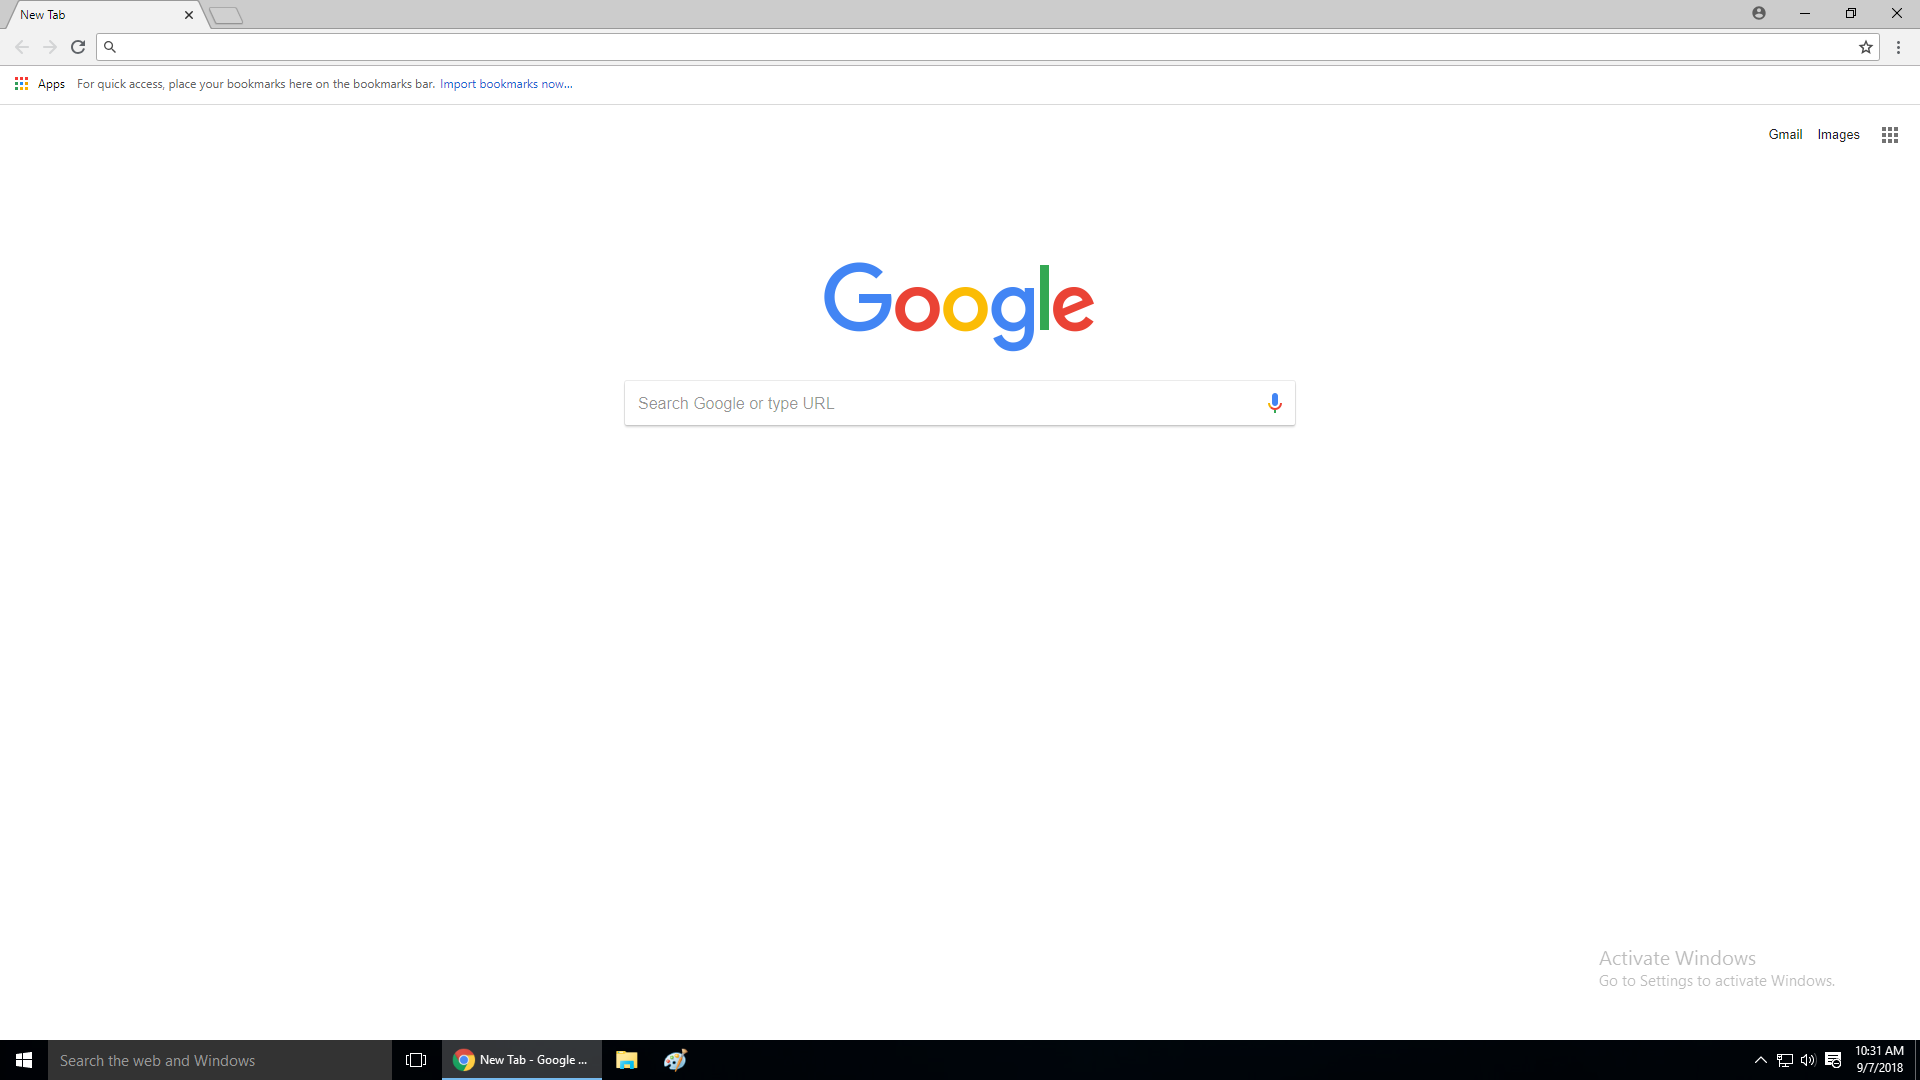 New Tab
Apps For quick access, place your bookmarks here on the bookmarks bar. Import bookmarks now...
Gmail Images
Google
Search Google or type URL
Activate Windows
Go to Settings to activate Windows.
Search the web and Windows
New Tab - Google ...
10:31 AM
9/7/2018